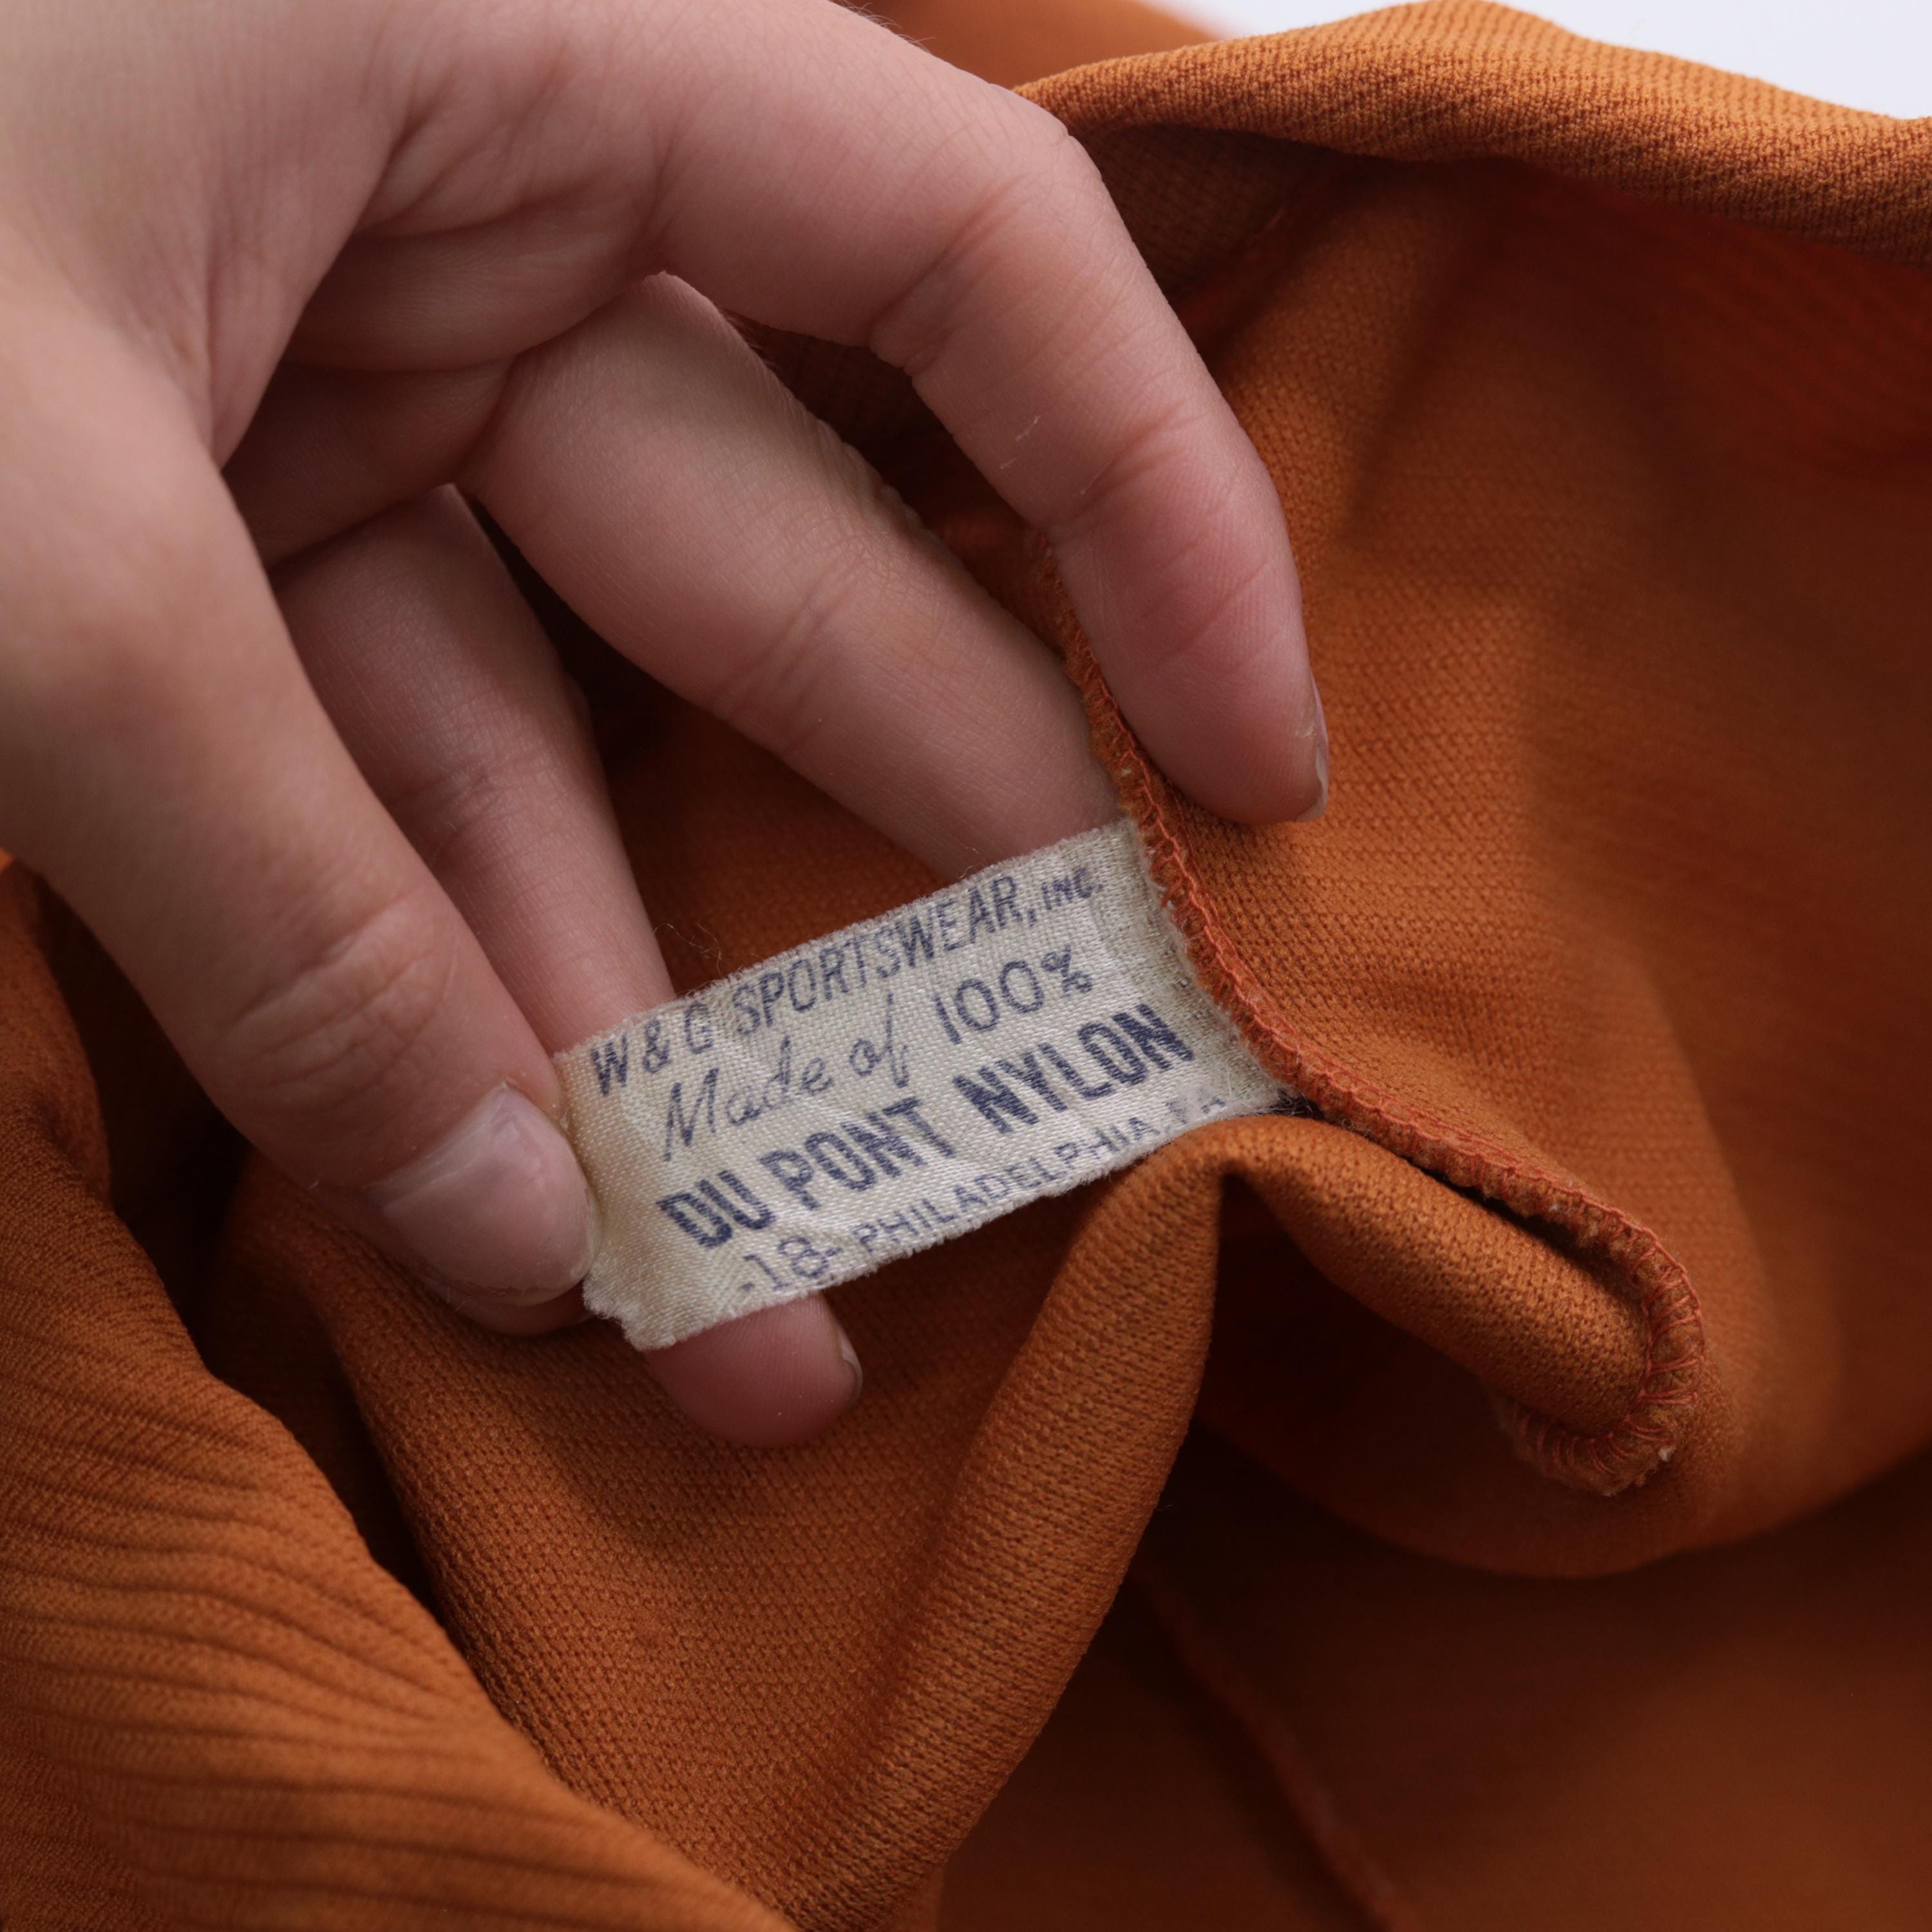 W & G SPORTSWEAR, INC.
Made of 100%
DU PONT NYLON
-18- PHILADELPHIA, PA